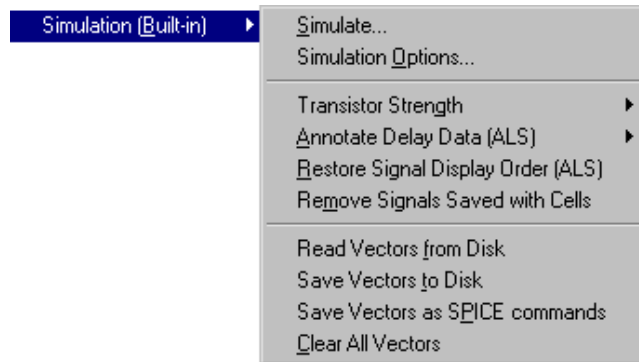 Simulation (Built-in)
Simulate...
Simulation Options...
Transistor Strength
Annotate Delay Data (ALS)
Restore Signal Display Order (ALS)
Remove Signals Saved with Cells
Read Vectors from Disk
Save Vectors to Disk
Save Vectors as SPICE commands
Clear All Vectors